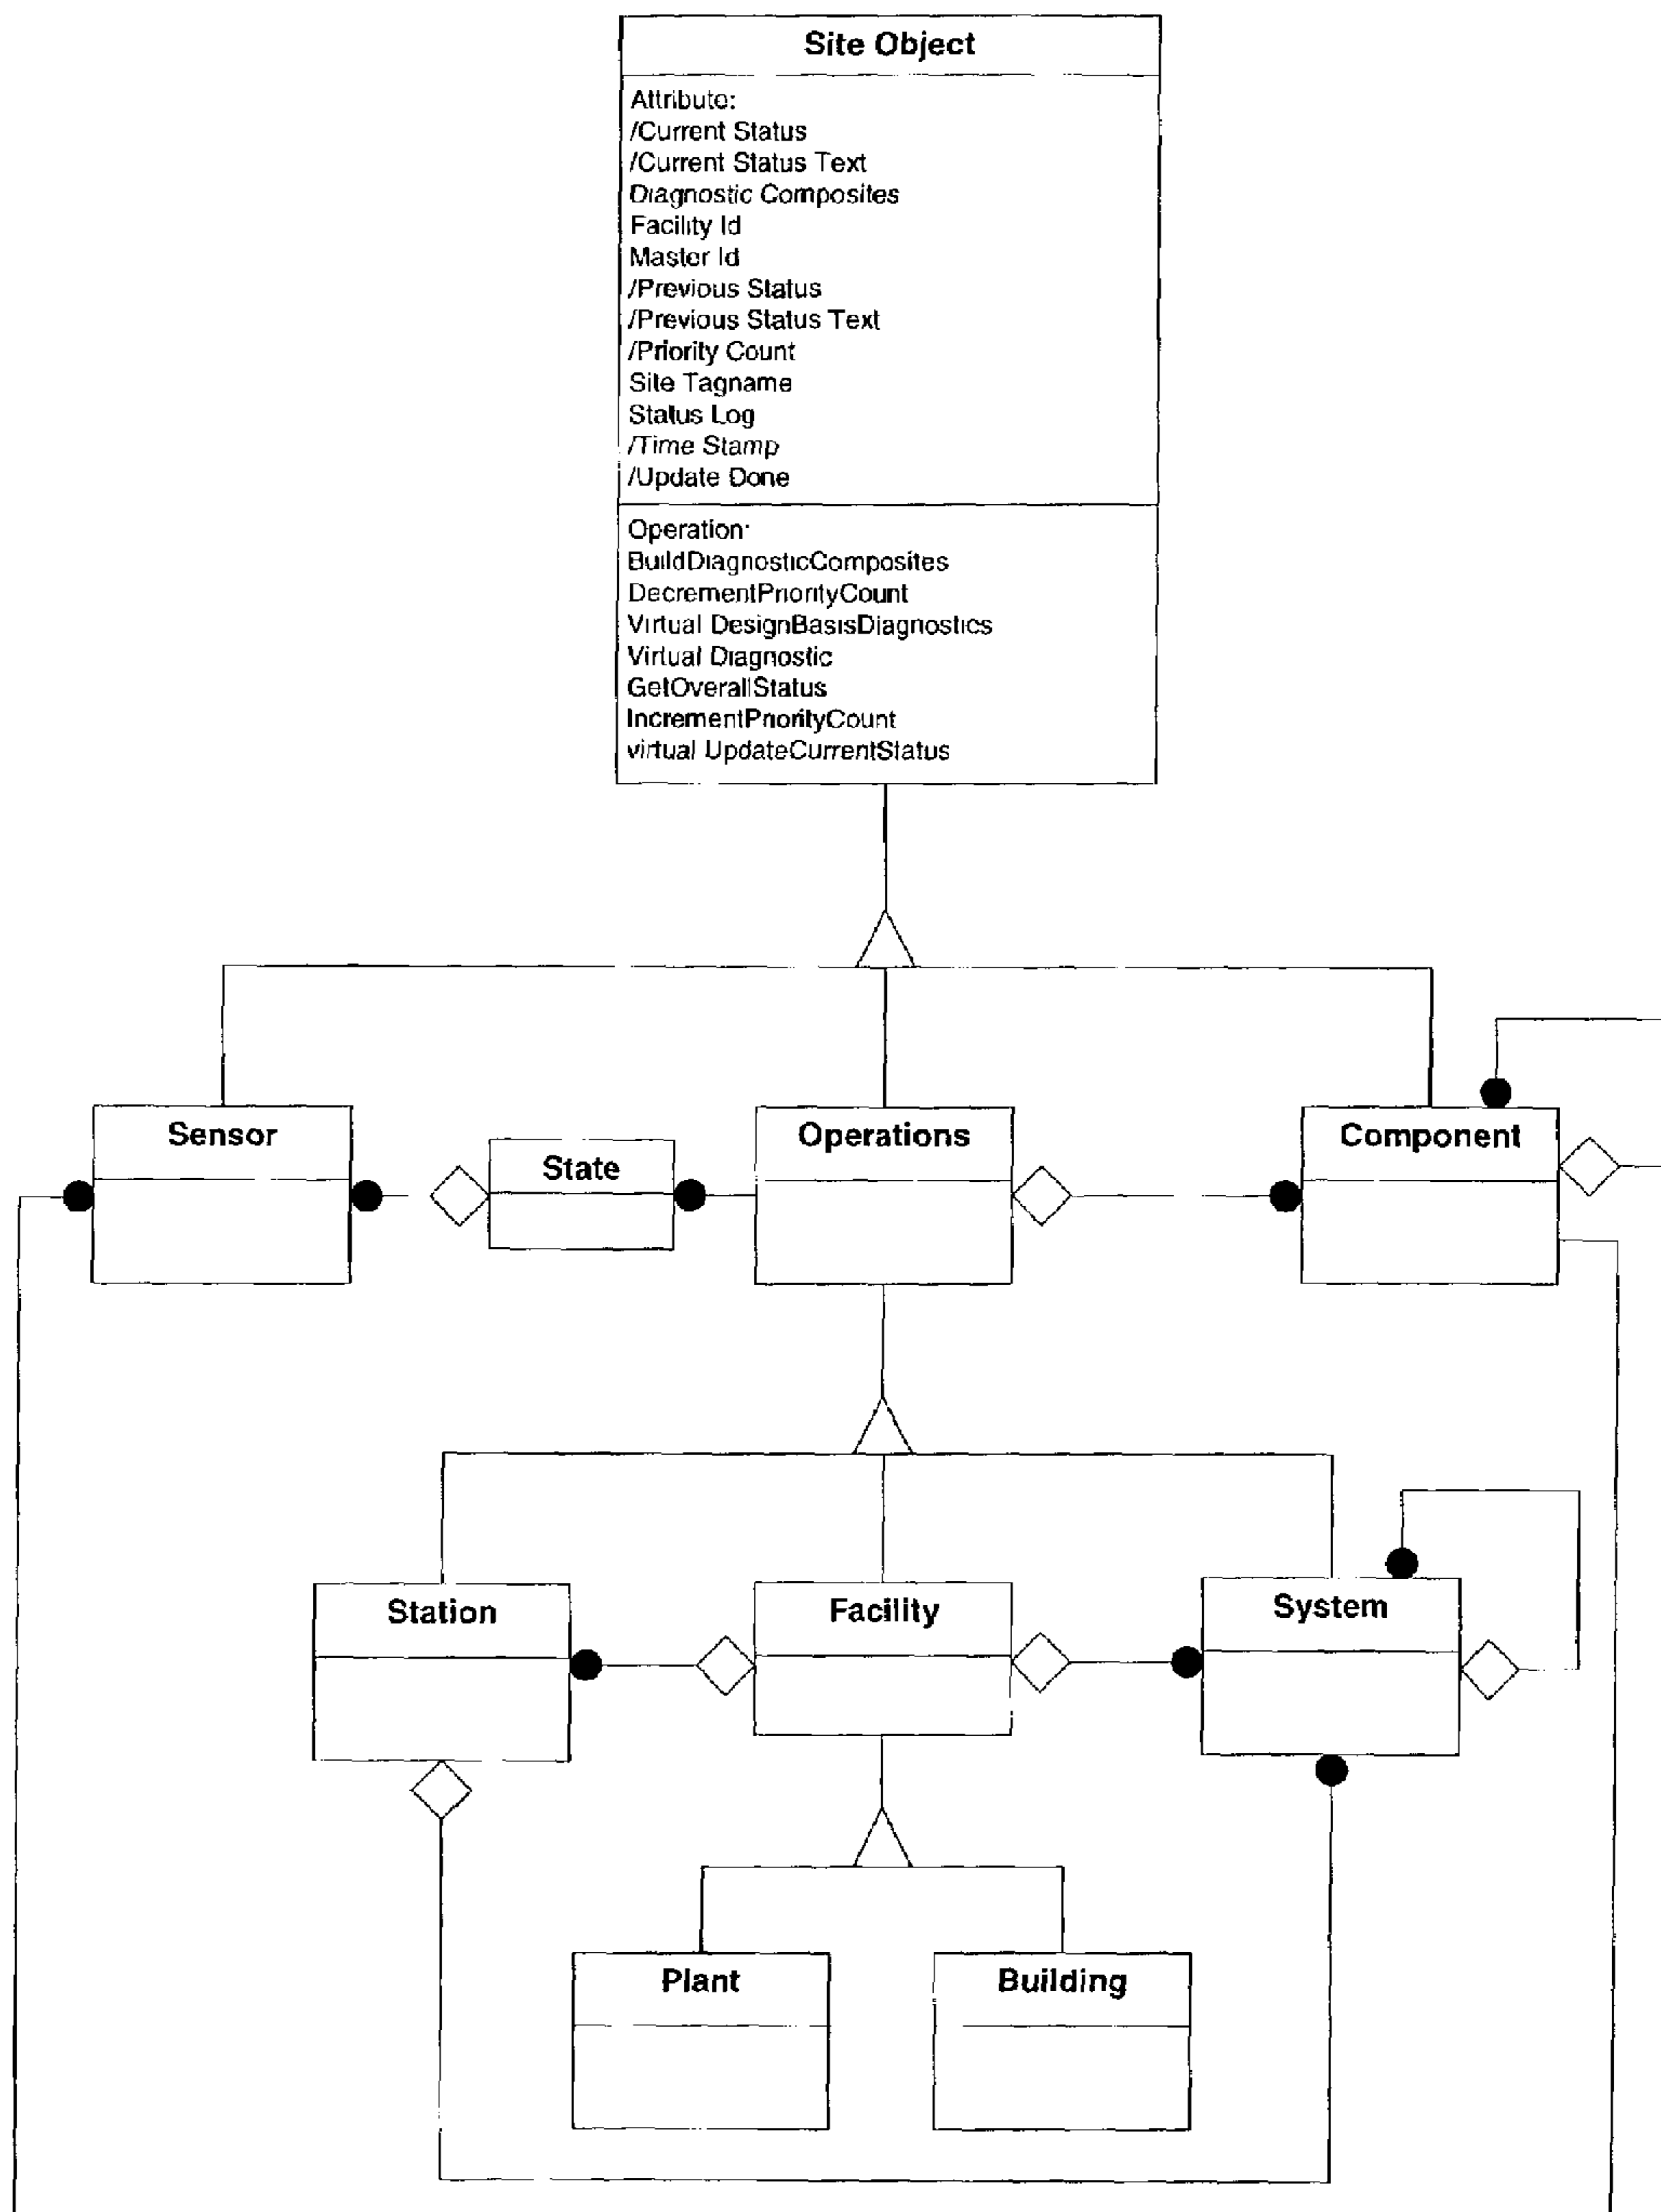 Site Object
Attribute:
/Current Status
/Current Status Text
Diagnostic Composites
Facility Id
Master Id
/Previous Status
/Previous Status Text
/Priority Count
Site Tagname
Status Log
/Time Stamp
/Update Done
Operation:
BuildDiagnosticComposites
DecrementPriorityCount
Virtual DesignBasisDiagnostics
Virtual Diagnostic
GetOverallStatus
IncrementPriorityCount
virtual UpdateCurrentStatus
Sensor
State
Operations
Component
Station
Facility
System
Plant
Building